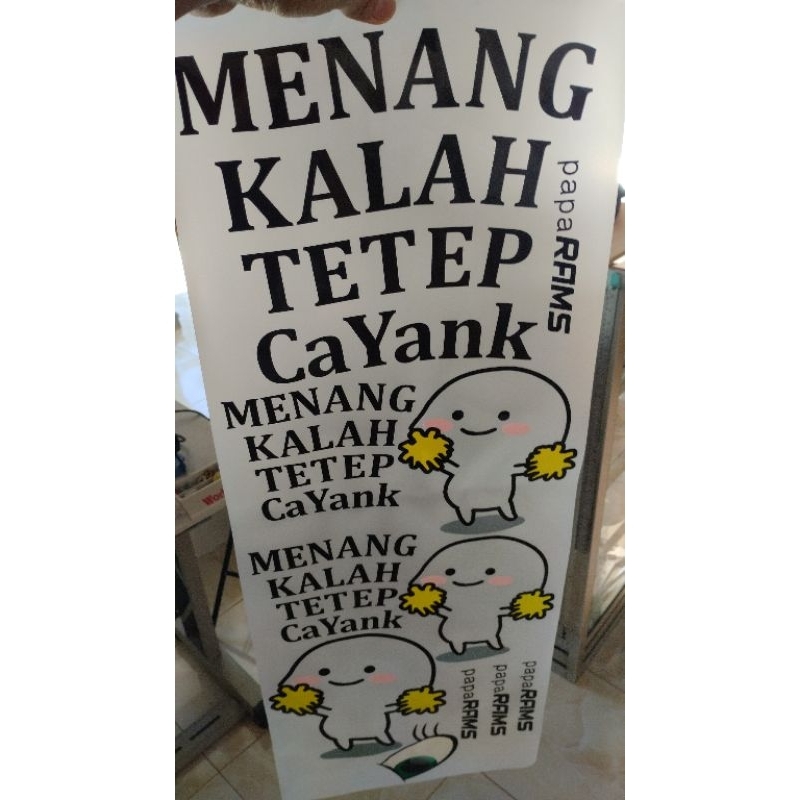 MENANG
KALAH
TETEP
CaYank
papaRAMS
MENANG
KALAH
TETEP
CaYank
MENANG
KALAH
TETEP
CaYank
papaRAMS
papaRAMS
papaRAMS